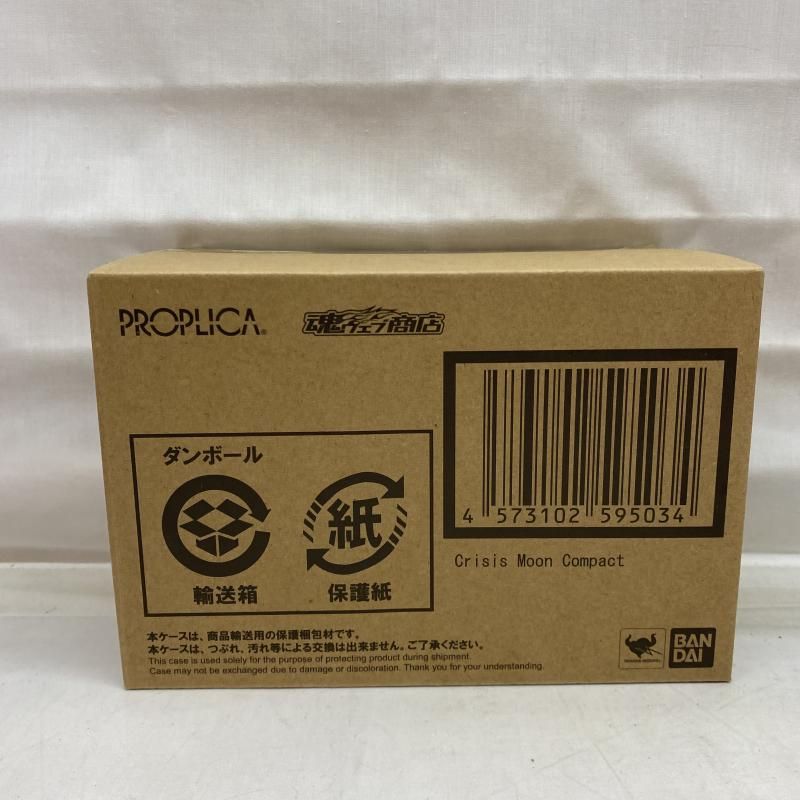 PROPLICA®
魂ウェブ商店
4 573102 595034
Crisis Moon Compact
ダンボール
紙
輸送箱
保護紙
本ケースは、商品輸送用の保護梱包材です。
本ケースは、つぶれ、汚れ等による交換は出来ません。ご了承ください。
This case is used solely for the purpose of protecting product during shipment.
Case may not be exchanged due to damage or discoloration. Thank you for your understanding.
BAN
DAI